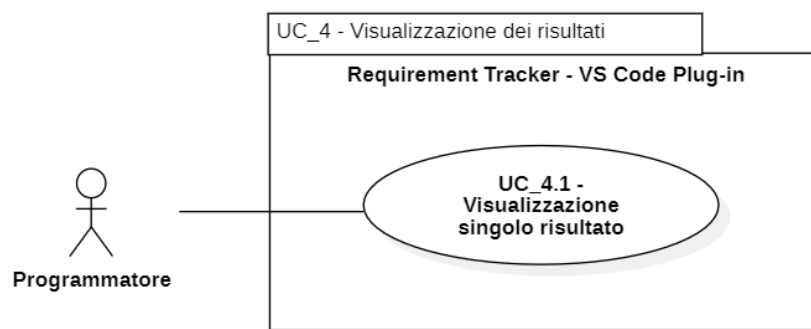 UC_4 - Visualizzazione dei risultati
Requirement Tracker - VS Code Plug-in
UC_4.1 -
Visualizzazione
singolo risultato
Programmatore